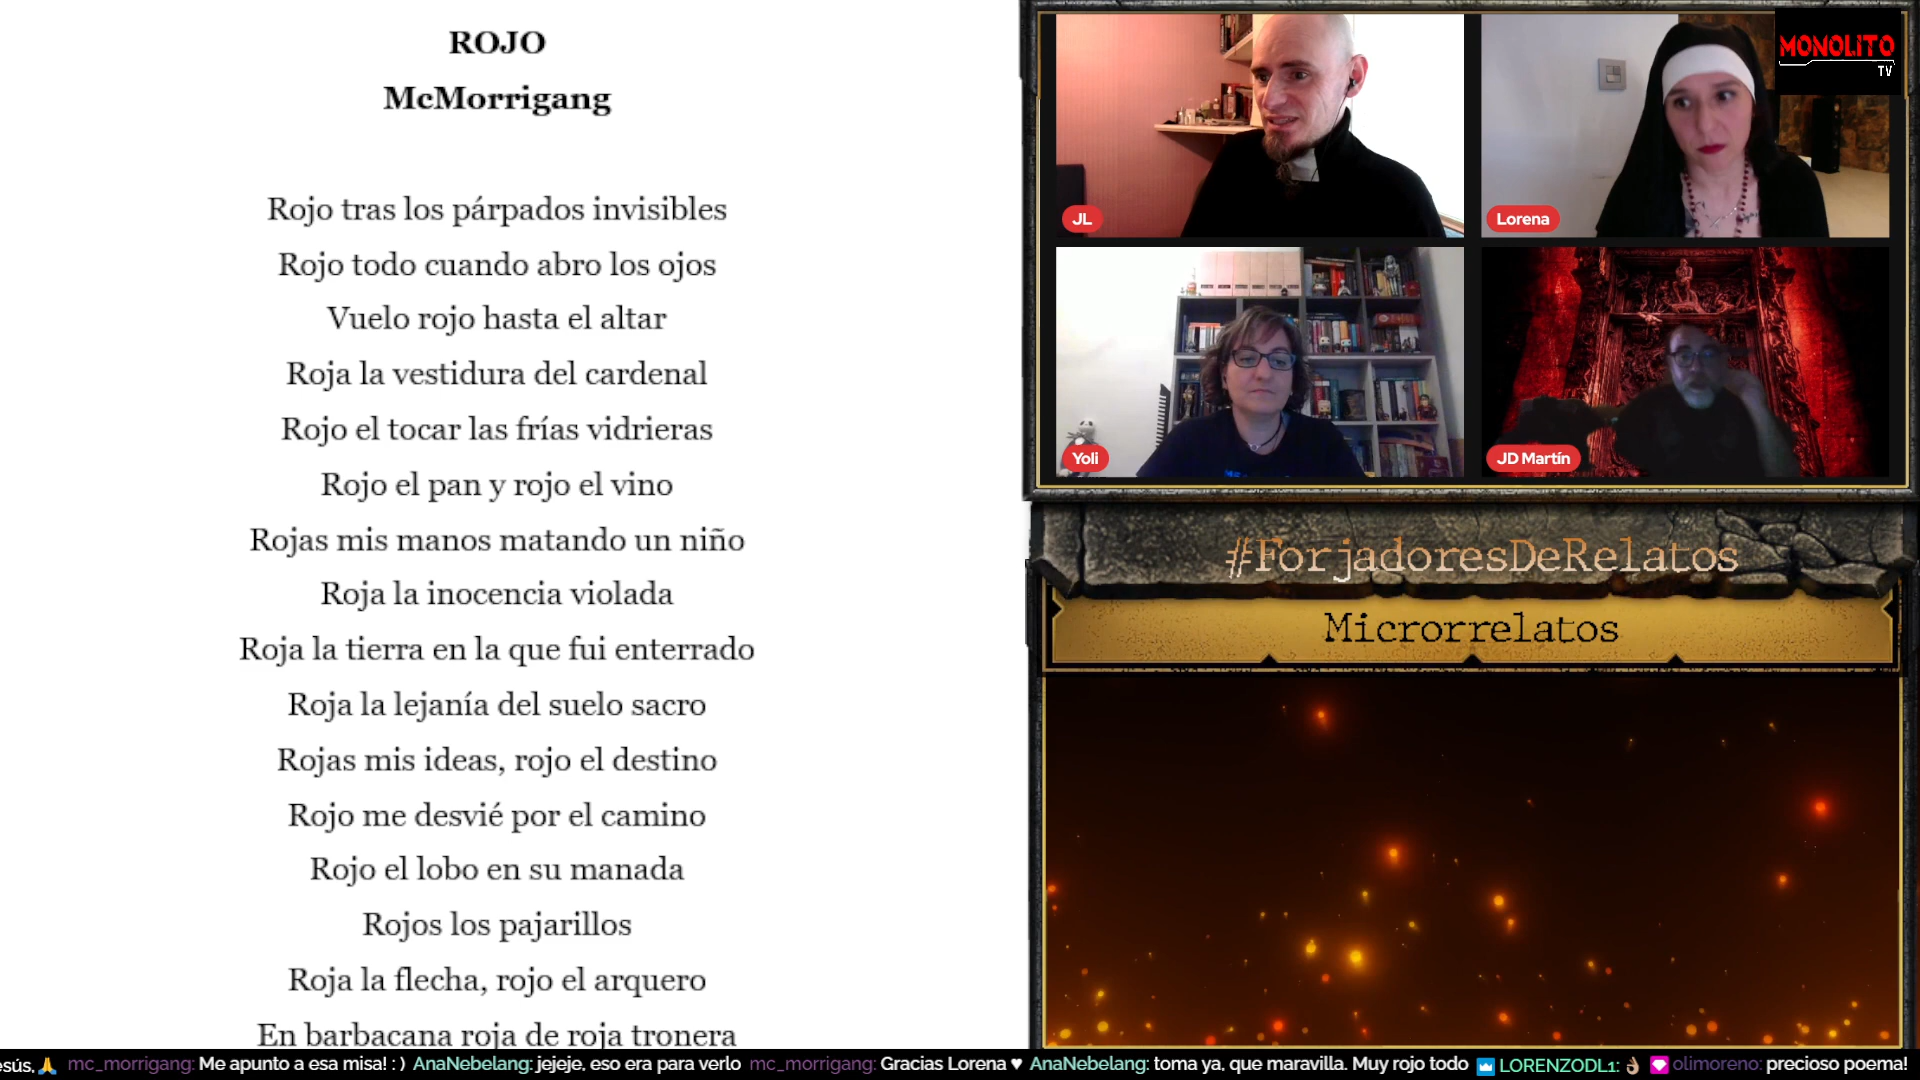 ROJO
McMorrigang
Rojo tras los párpados invisibles
Rojo todo cuando abro los ojos
Vuelo rojo hasta el altar
Roja la vestidura del cardenal
Rojo el tocar las frías vidrieras
Rojo el pan y rojo el vino
Rojas mis manos matando un niño
Roja la inocencia violada
Roja la tierra en la que fui enterrado
Roja la lejanía del suelo sacro
Rojas mis ideas, rojo el destino
Rojo me desvié por el camino
Rojo el lobo en su manada
Rojos los pajarillos
Roja la flecha, rojo el arquero
En barbacana roja de roja tronera
MONOLITO
TV
JL
Lorena
Yoli
JD Martín
#ForjadoresDeRelatos
Microrrelatos
esús, 🙏 mc_morrigang: Me apunto a esa misa! : ) AnaNebelang: jejeje, eso era para verlo mc_morrigang: Gracias Lorena ♥ AnaNebelang: toma ya, que maravilla. Muy rojo todo LORENZODL1: 👌🏼 olimoreno: precioso poema!